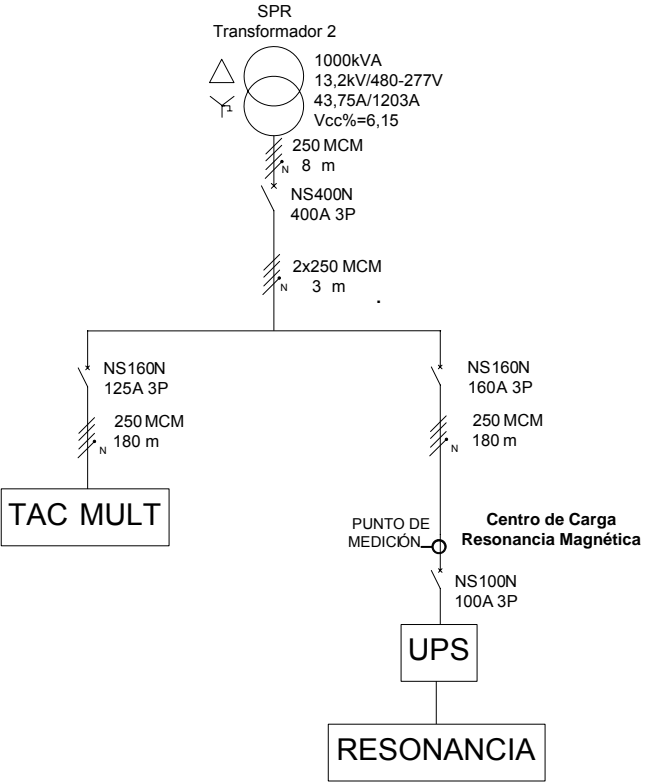 SPR
Transformador 2
1000kVA
13,2kV/480-277V
43,75A/1203A
Vcc%=6,15
250 MCM
N 8 m
NS400N
400A 3P
2x250 MCM
N 3 m
NS160N
125A 3P
250 MCM
N 180 m
TAC MULT
NS160N
160A 3P
250 MCM
N 180 m
PUNTO DE
MEDICIÓN
Centro de Carga
Resonancia Magnética
NS100N
100A 3P
UPS
RESONANCIA